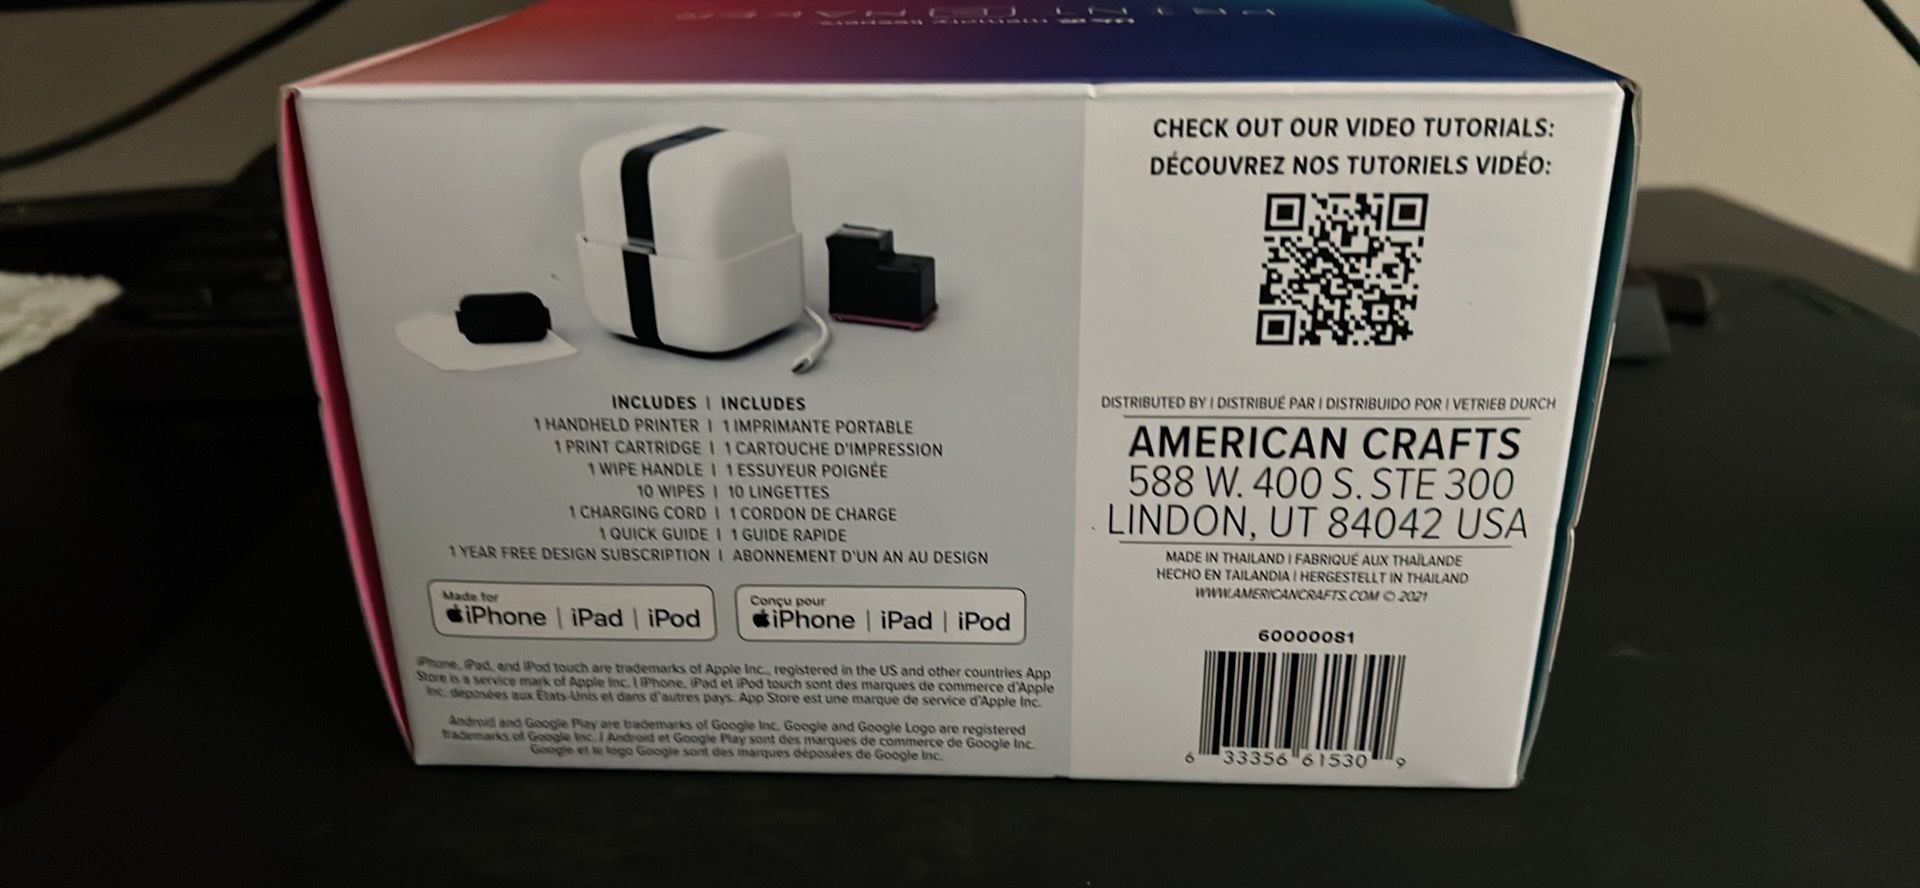 PRINTMAKER
we r memory keepers
INCLUDES | INCLUDES
1 HANDHELD PRINTER | 1 IMPRIMANTE PORTABLE
1 PRINT CARTRIDGE | 1 CARTOUCHE D'IMPRESSION
1 WIPE HANDLE | 1 ESSUYEUR POIGNÉE
10 WIPES | 10 LINGETTES
1 CHARGING CORD | 1 CORDON DE CHARGE
1 QUICK GUIDE | 1 GUIDE RAPIDE
1 YEAR FREE DESIGN SUBSCRIPTION | ABONNEMENT D'UN AN AU DESIGN
Made for
iPhone | iPad | iPod
Conçu pour
iPhone | iPad | iPod
iPhone, iPad, and iPod touch are trademarks of Apple Inc., registered in the US and other countries App
Store is a service mark of Apple Inc. | iPhone, iPad et iPod touch sont des marques de commerce d'Apple
Inc. déposées aux États-Unis et dans d'autres pays. App Store est une marque de service d'Apple Inc.
Android and Google Play are trademarks of Google Inc. Google and Google Logo are registered
trademarks of Google Inc. / Android et Google Play sont des marques de commerce de Google Inc.
Google et le logo Google sont des marques déposées de Google Inc.
CHECK OUT OUR VIDEO TUTORIALS:
DÉCOUVREZ NOS TUTORIELS VIDÉO:
DISTRIBUTED BY | DISTRIBUÉ PAR | DISTRIBUIDO POR | VETRIEB DURCH
AMERICAN CRAFTS
588 W. 400 S. STE 300
LINDON, UT 84042 USA
MADE IN THAILAND | FABRIQUÉ AUX THAÏLANDE
HECHO EN TAILANDIA | HERGESTELLT IN THAILAND
WWW.AMERICANCRAFTS.COM © 2021
60000081
6 33356 61530 9